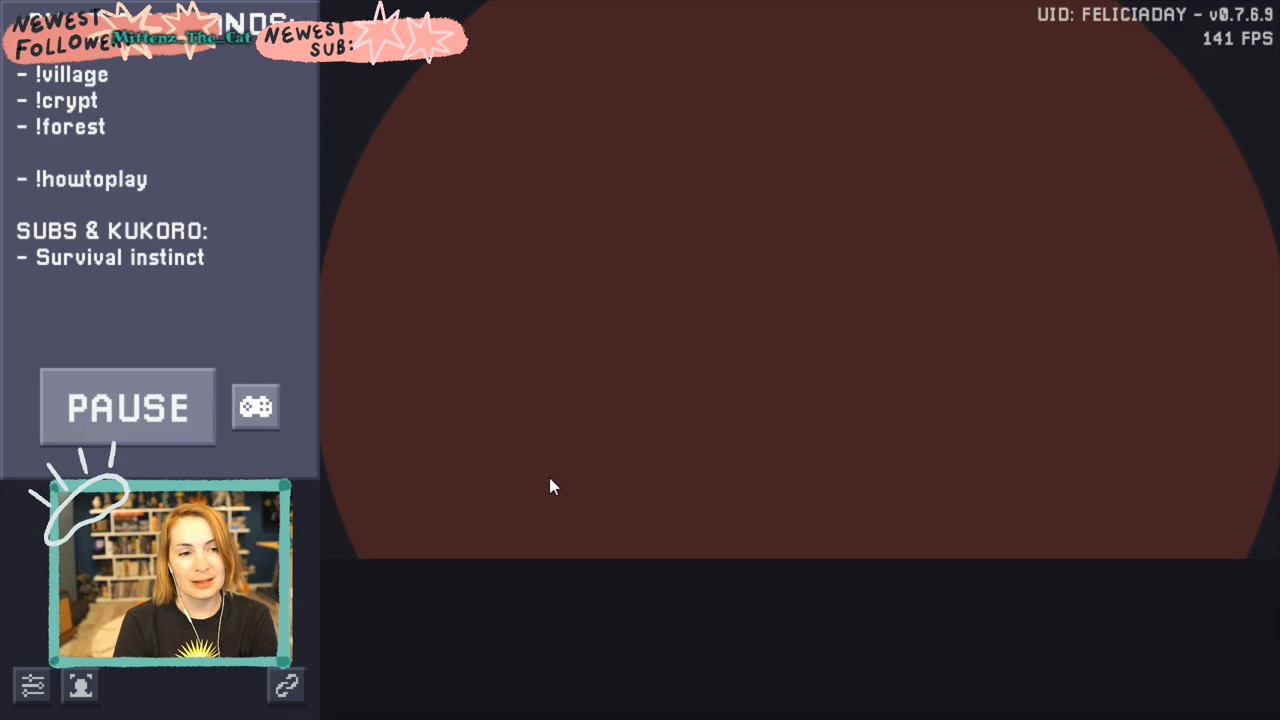 NEWEST
FOLLOWER
Mittenz_The_Cat
NEWEST
SUB:
UID: FELICIADAY - v0.7.6.9
141 FPS
- !village
- !crypt
- !forest
- !howtoplay
SUBS & KUKORO:
- Survival instinct
PAUSE